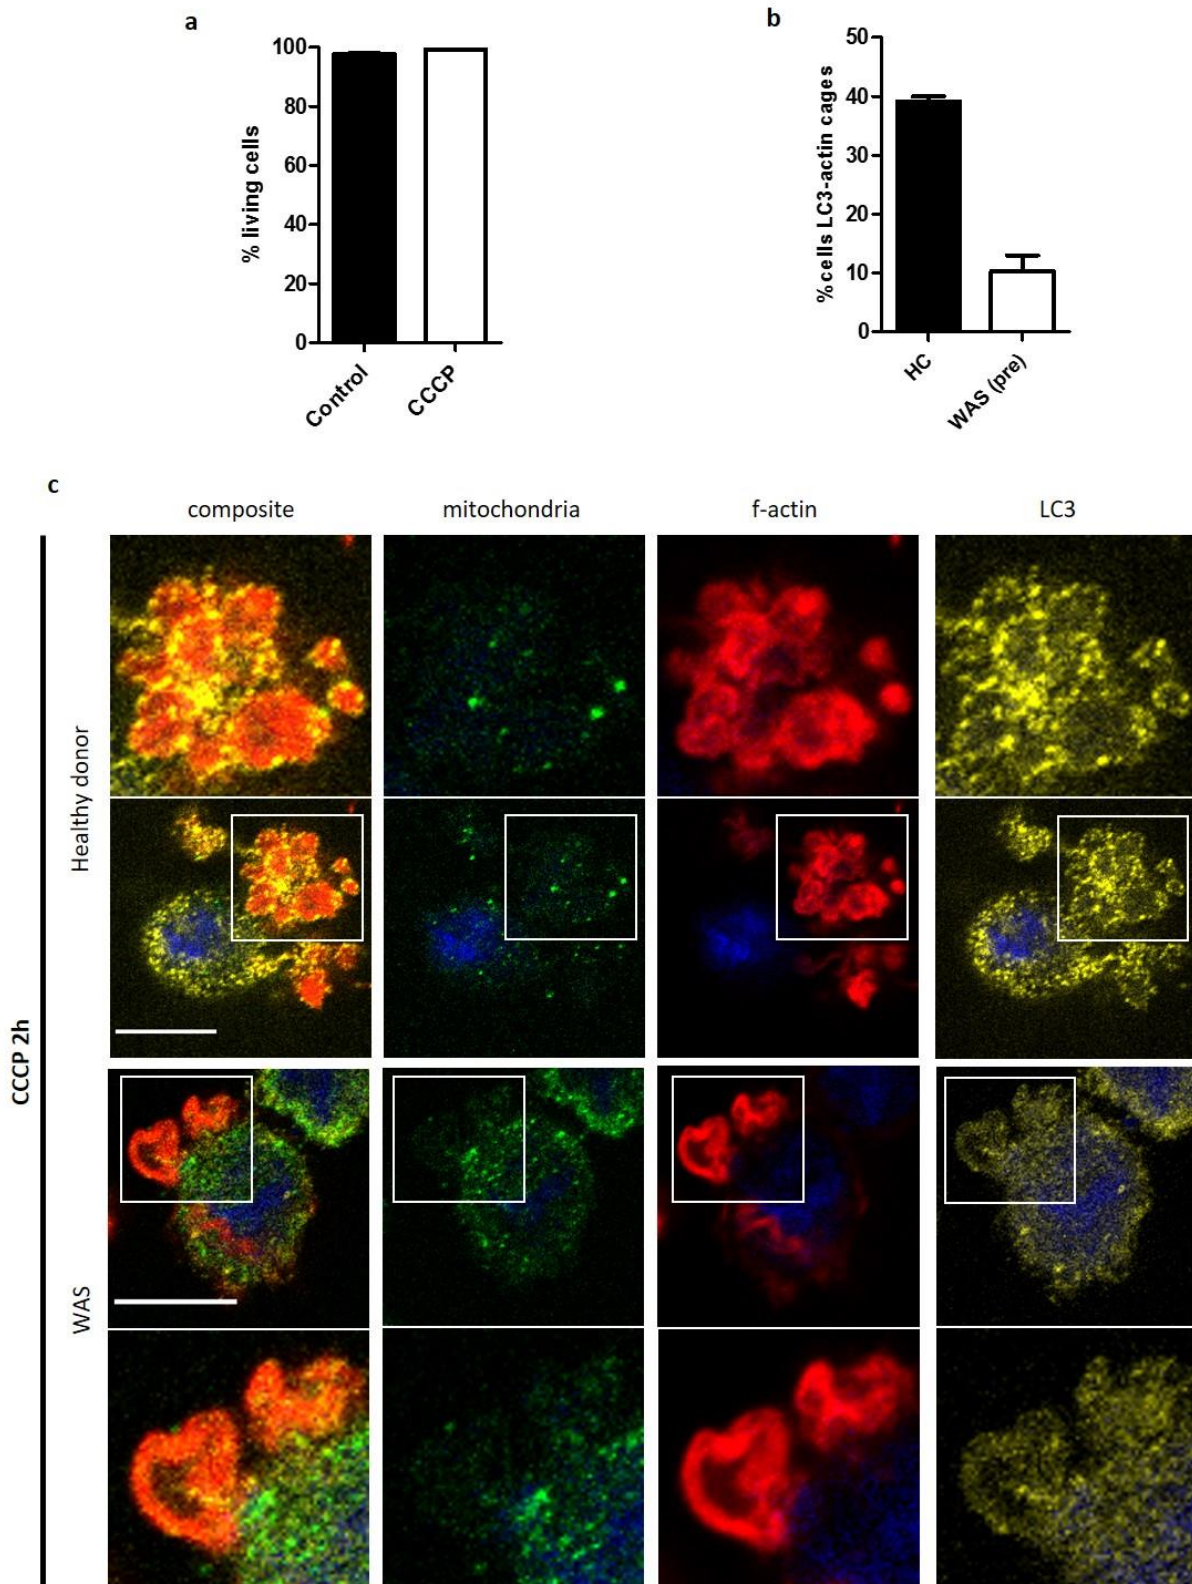 a
100
80
60
40
20
0
% living cells
Control
CCCP
b
50
40
30
20
10
0
% cells LC3-actin cages
HC
WAS (pre)
c
composite
mitochondria
f-actin
LC3
CCCP 2h
Healthy donor
WAS